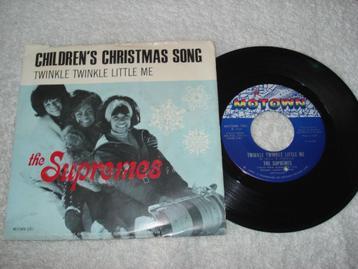 CHILDREN'S CHRISTMAS SONG
TWINKLE TWINKLE LITTLE ME
the Supremes
MOTOWN
TWINKLE TWINKLE LITTLE ME
THE SUPREMES